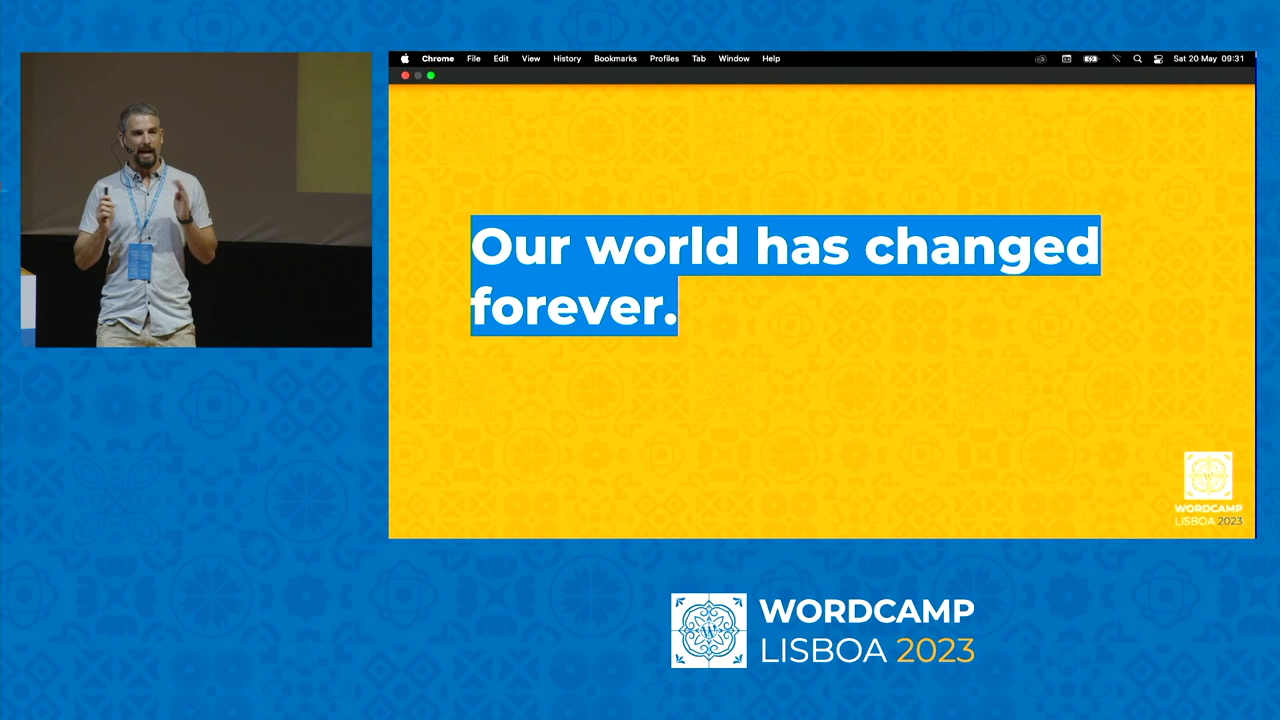 Chrome File Edit View History Bookmarks Profiles Tab Window Help Sat 20 May 09:31
Our world has changed
forever.
WORDCAMP
LISBOA 2023
WORDCAMP
LISBOA 2023